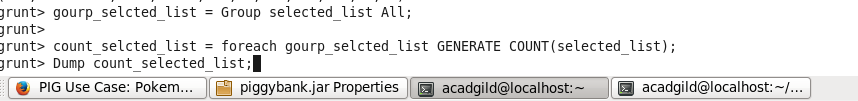 grunt> gourp_selcted_list = Group selected_list All;
grunt>
grunt> count_selcted_list = foreach gourp_selcted_list GENERATE COUNT(selected_list);
grunt> Dump count_selected_list;
PIG Use Case: Pokem... piggybank.jar Properties acadgild@localhost:~ acadgild@localhost:~/...